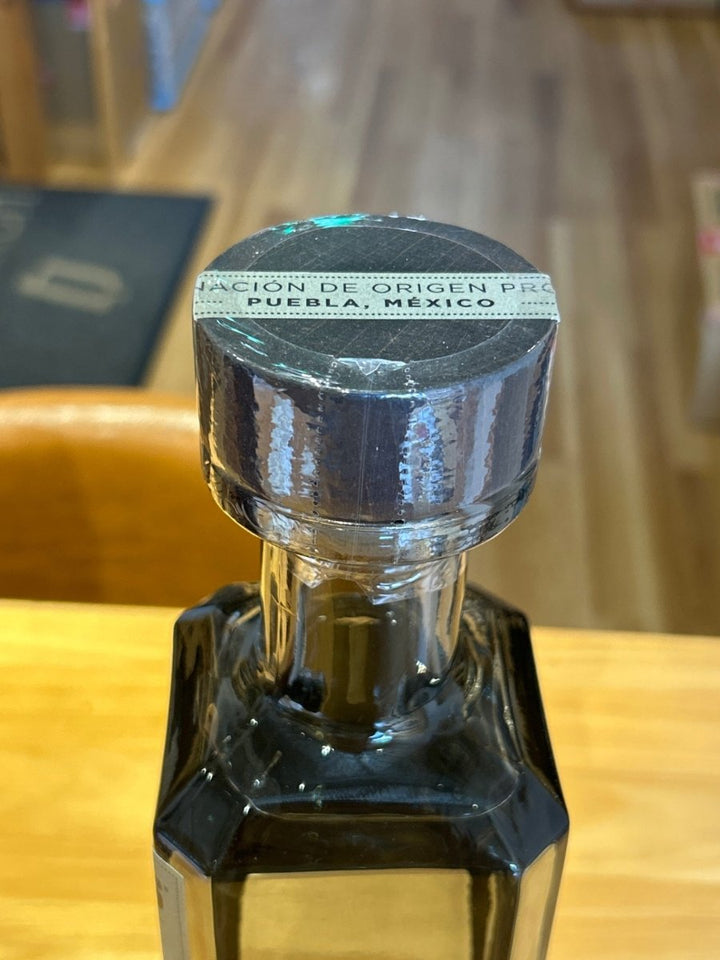 NACIÓN DE ORIGEN PRO
PUEBLA, MÉXICO